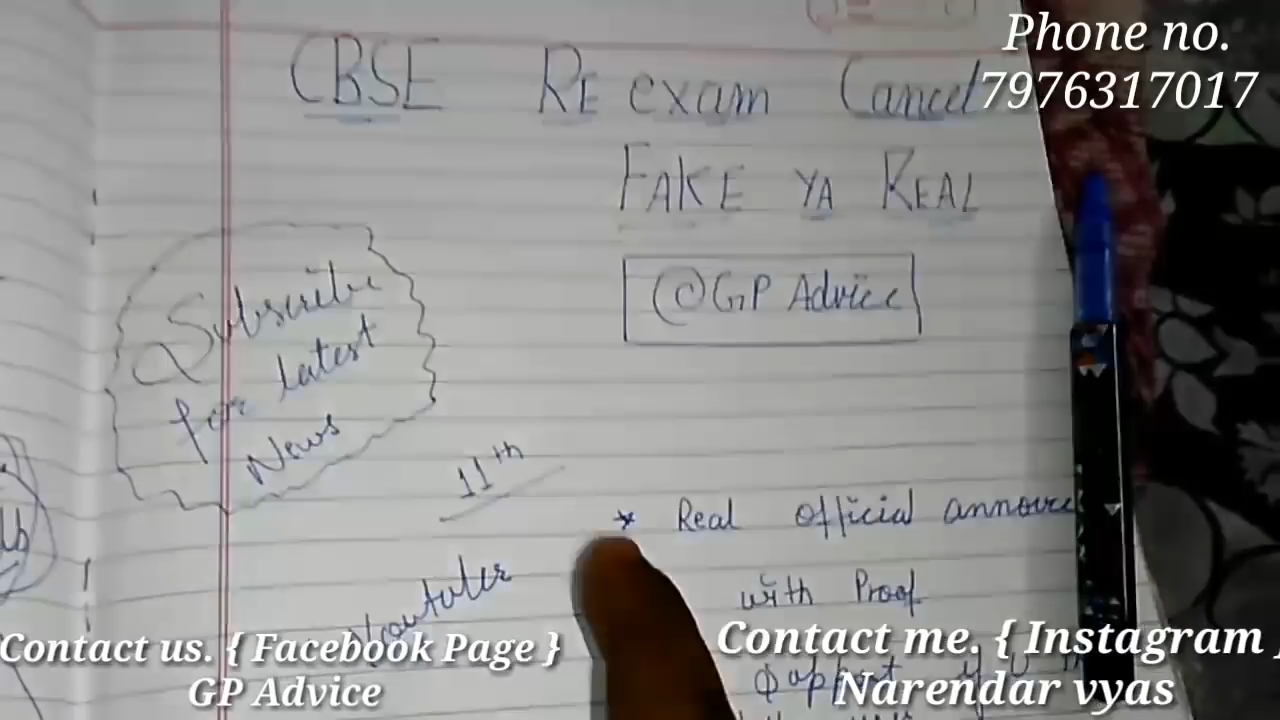 Phone no.
7976317017
CBSE RE exam Cancel
FAKE YA REAL
@GP Advice
Subscribe
for latest
News
11th
* Real official
with Proof
Contact us. { Facebook Page }
GP Advice
Contact me. { Instagram }
Narendar vyas